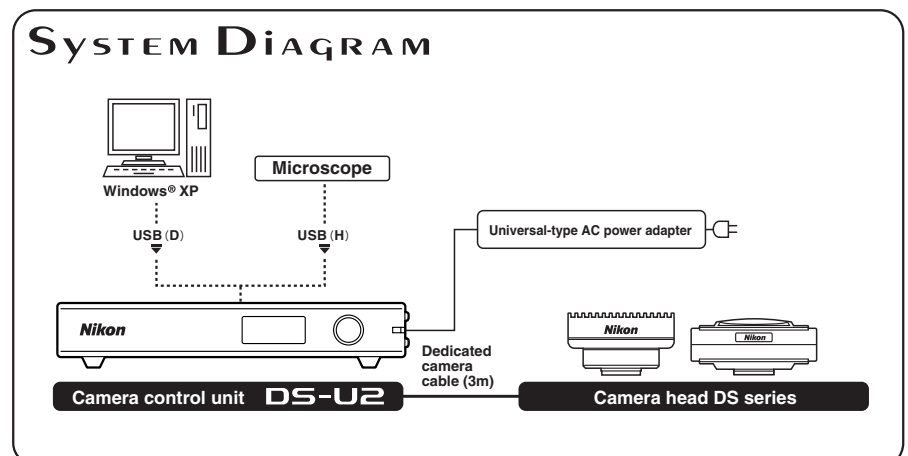 System Diagram
Windows® XP
Microscope
USB (D)
USB (H)
Universal-type AC power adapter
Nikon
Nikon
Nikon
Dedicated
camera
cable (3m)
Camera control unit DS-U2
Camera head DS series